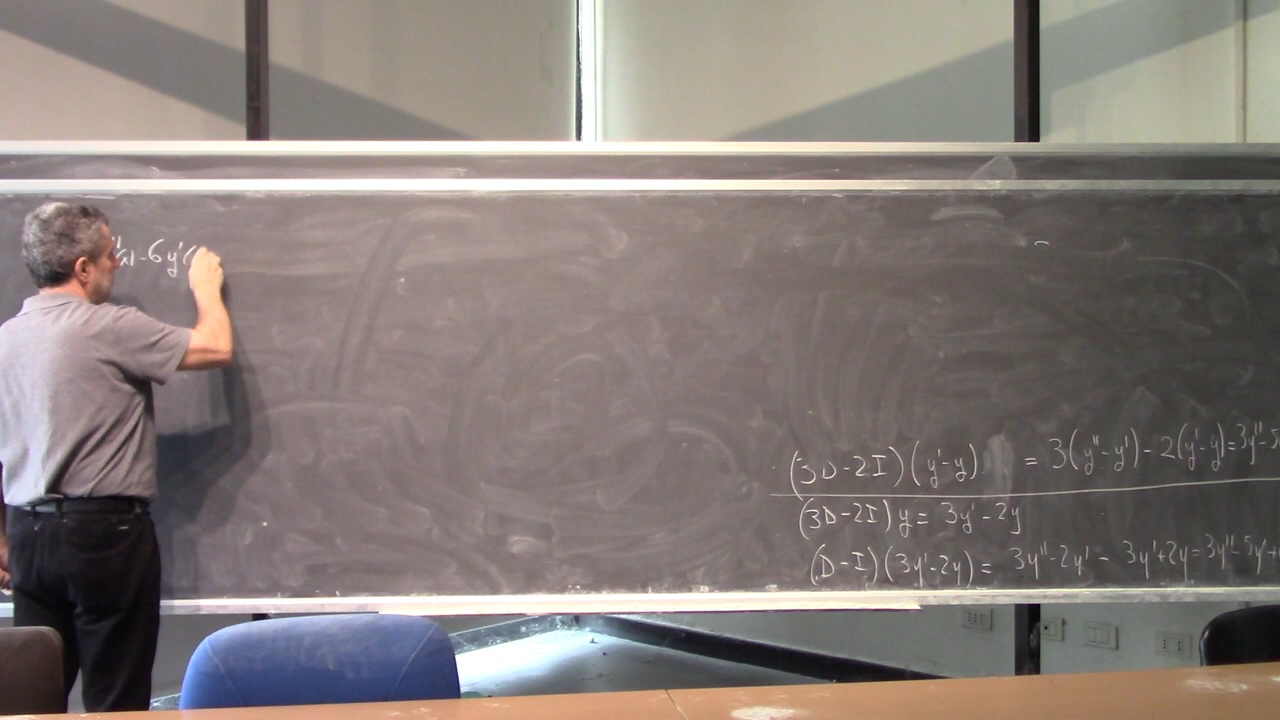 (x) - 6y'(
(3D-2I)(y'-y) = 3(y''-y') - 2(y'-y) = 3y''-5
(3D-2I)y = 3y' - 2y
(D-I)(3y'-2y) = 3y''-2y' - 3y'+2y = 3y''-5y'+